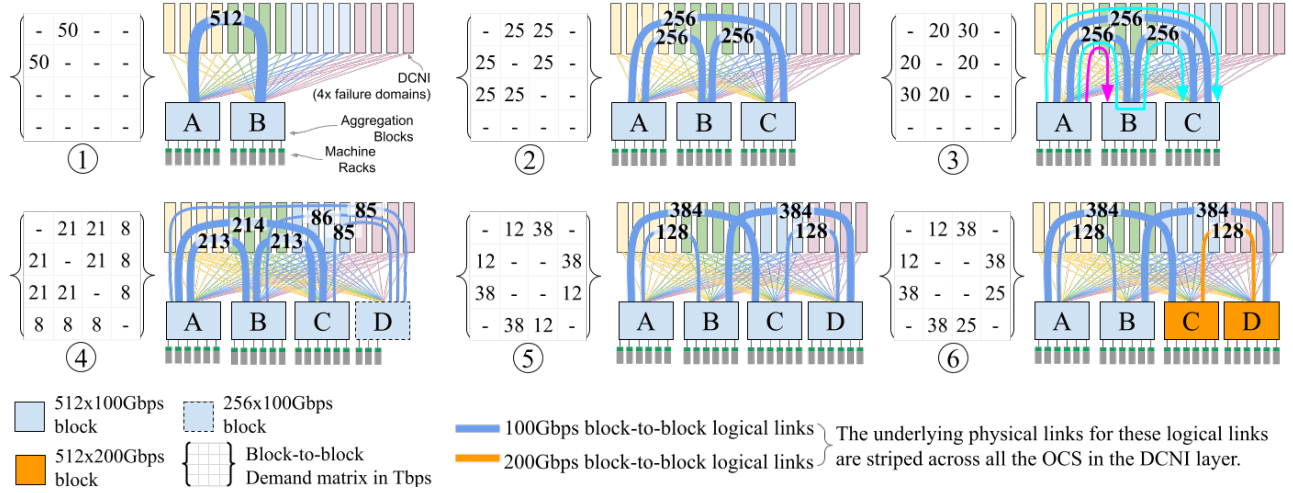 - 50 - -
50 - - -
- - - -
- - - -
512
A B
DCNI
(4x failure domains)
Aggregation
Blocks
Machine
Racks
1
- 25 25 -
25 - 25 -
25 25 - -
- - - -
256
256 256
A B C
2
- 20 30 -
20 - 20 -
30 20 - -
- - - -
256
256 256
A B C
3
- 21 21 8
21 - 21 8
21 21 - 8
8 8 8 -
85
214 86
213 213 85
A B C D
4
- 12 38 -
12 - - 38
38 - - 12
- 38 12 -
384 384
128 128
A B C D
5
- 12 38 -
12 - - 38
38 - - 25
- 38 25 -
384 384
128 128
A B C D
6
512x100Gbps
block
256x100Gbps
block
512x200Gbps
block
Block-to-block
Demand matrix in Tbps
100Gbps block-to-block logical links
200Gbps block-to-block logical links
The underlying physical links for these logical links
are striped across all the OCS in the DCNI layer.